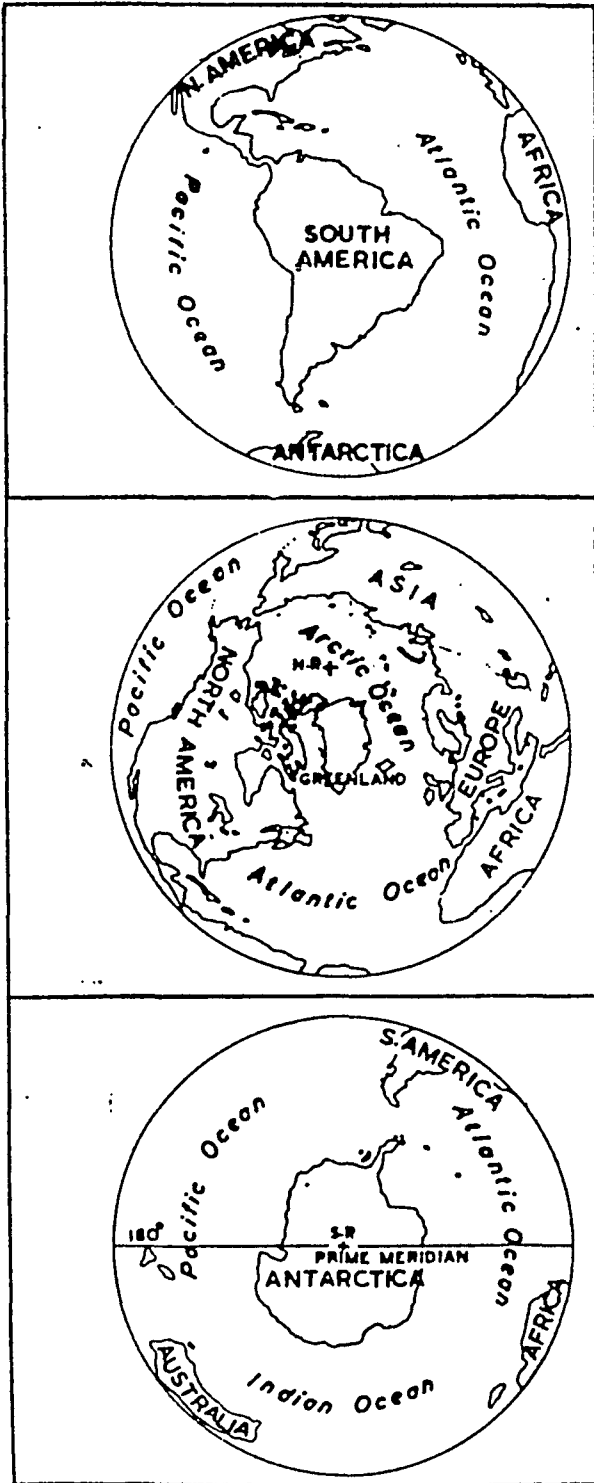 N. AMERICA
Atlantic Ocean
AFRICA
Pacific Ocean
SOUTH
AMERICA
ANTARCTICA
Pacific Ocean
ASIA
Arctic Ocean
N.P.
NORTH AMERICA
GREENLAND
EUROPE
AFRICA
Atlantic Ocean
S. AMERICA
Pacific Ocean
Atlantic Ocean
180°
S.P.
PRIME MERIDIAN
ANTARCTICA
AFRICA
AUSTRALIA
Indian Ocean